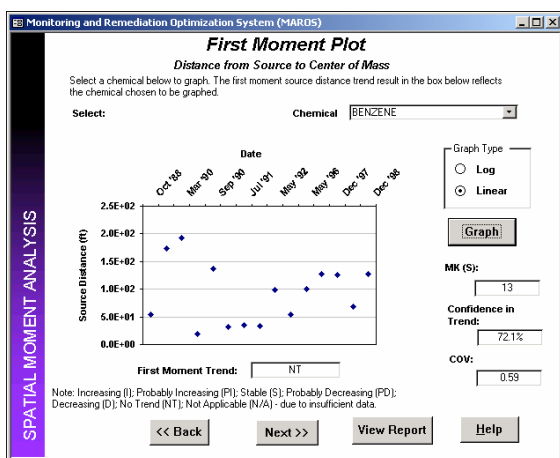 Monitoring and Remediation Optimization System (MAROS)
First Moment Plot
Distance from Source to Center of Mass
Select a chemical below to graph. The first moment source distance trend result in the box below reflects
the chemical chosen to be graphed.
Select:
Chemical BENZENE
Date
Oct '88 Mar '90 Sep '90 Jul '91 May '92 May '96 Dec '97 Dec '98
2.5E+02
2.0E+02
1.5E+02
1.0E+02
5.0E+01
0.0E+00
Source Distance (ft)
Graph Type
Log
Linear
Graph
MK (S):
13
Confidence in
Trend:
72.1%
COV:
0.59
First Moment Trend: NT
Note: Increasing (I); Probably Increasing (PI); Stable (S); Probably Decreasing (PD);
Decreasing (D); No Trend (NT); Not Applicable (N/A) - due to insufficient data.
<< Back
Next >>
View Report
Help
SPATIAL MOMENT ANALYSIS